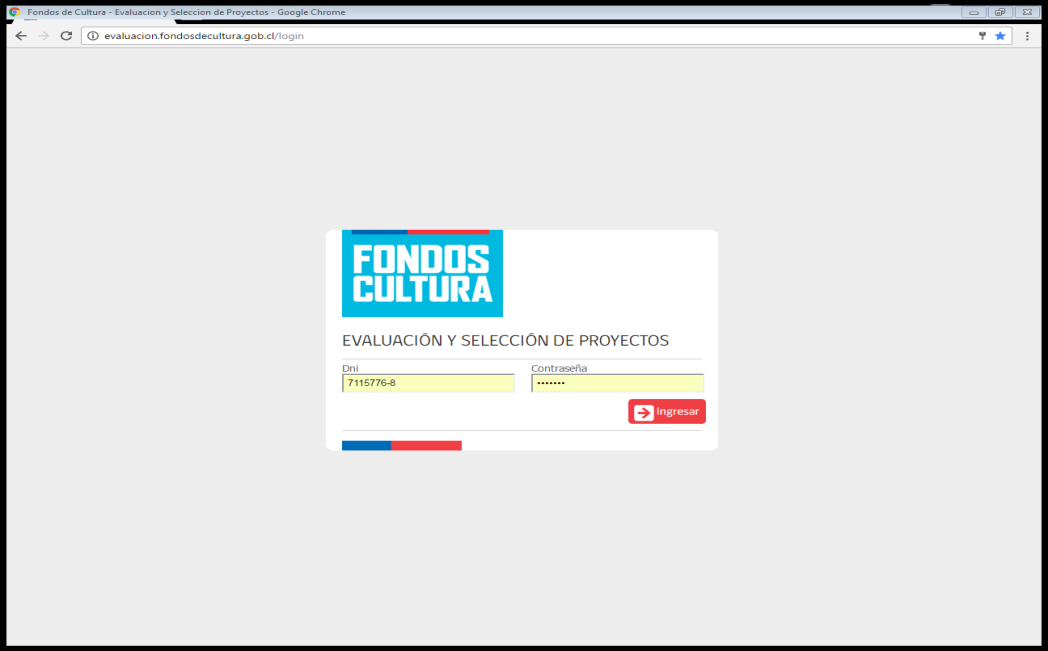 Fondos de Cultura - Evaluacion y Seleccion de Proyectos - Google Chrome
evaluacion.fondosdecultura.gob.cl/login
FONDOS
CULTURA
EVALUACIÓN Y SELECCIÓN DE PROYECTOS
Dni Contraseña
7115776-8 •••••••
Ingresar